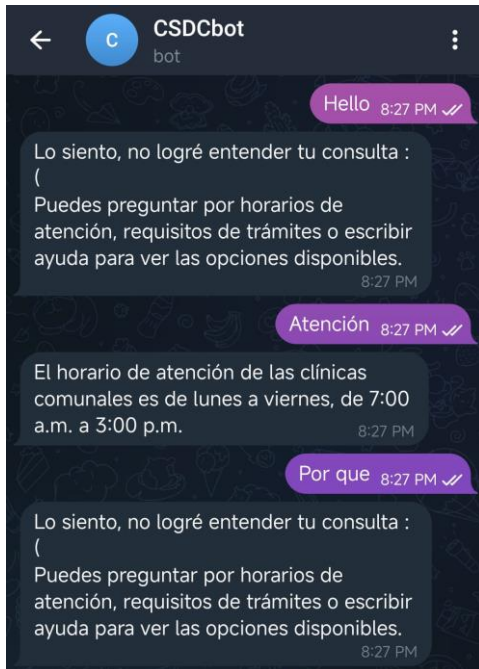 CSDCbot
C
bot
Hello 8:27 PM
Lo siento, no logré entender tu consulta :
(
Puedes preguntar por horarios de
atención, requisitos de trámites o escribir
ayuda para ver las opciones disponibles.
8:27 PM
Atención 8:27 PM
El horario de atención de las clínicas
comunales es de lunes a viernes, de 7:00
a.m. a 3:00 p.m.
8:27 PM
Por que 8:27 PM
Lo siento, no logré entender tu consulta :
(
Puedes preguntar por horarios de
atención, requisitos de trámites o escribir
ayuda para ver las opciones disponibles.
8:27 PM